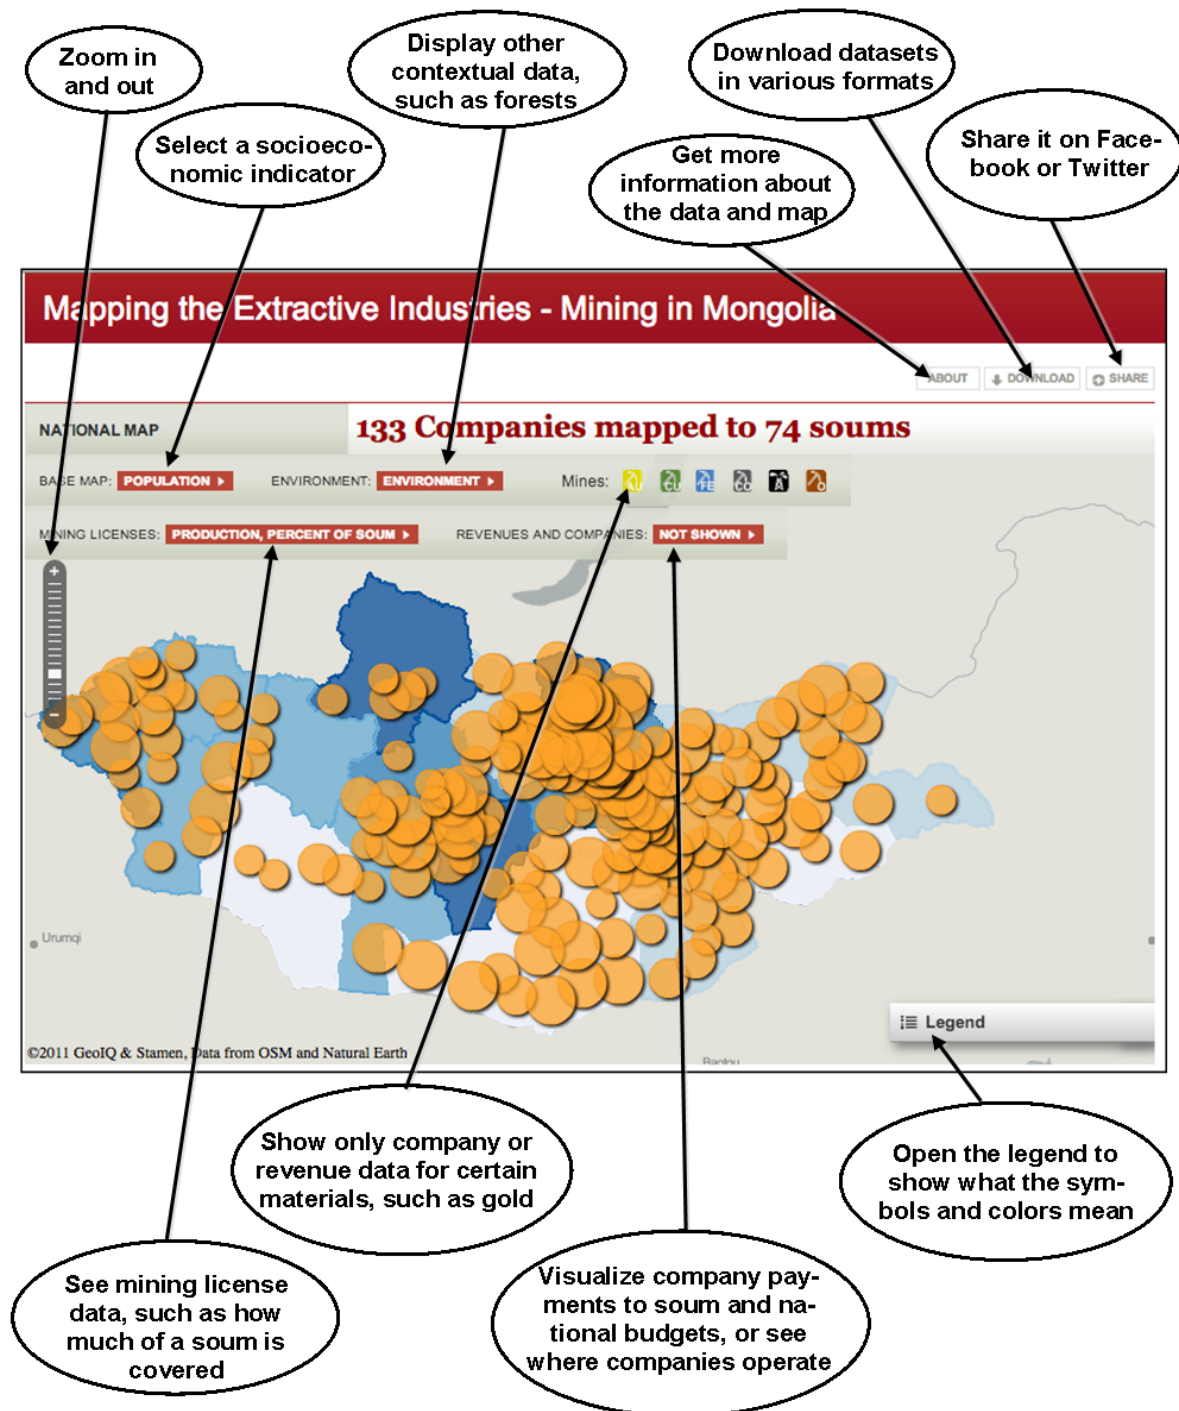 Zoom in
and out
Display other
contextual data,
such as forests
Download datasets
in various formats
Select a socioeco-
nomic indicator
Get more
information about
the data and map
Share it on Face-
book or Twitter
Mapping the Extractive Industries - Mining in Mongolia
ABOUT
DOWNLOAD
SHARE
NATIONAL MAP
133 Companies mapped to 74 soums
BASE MAP: POPULATION
ENVIRONMENT: ENVIRONMENT
Mines: AU CU FE CO A O
MINING LICENSES: PRODUCTION, PERCENT OF SOUM
REVENUES AND COMPANIES: NOT SHOWN
+
−
Urumqi
Legend
©2011 GeoIQ & Stamen, Data from OSM and Natural Earth
Show only company or
revenue data for certain
materials, such as gold
Open the legend to
show what the sym-
bols and colors mean
See mining license
data, such as how
much of a soum is
covered
Visualize company pay-
ments to soum and na-
tional budgets, or see
where companies operate